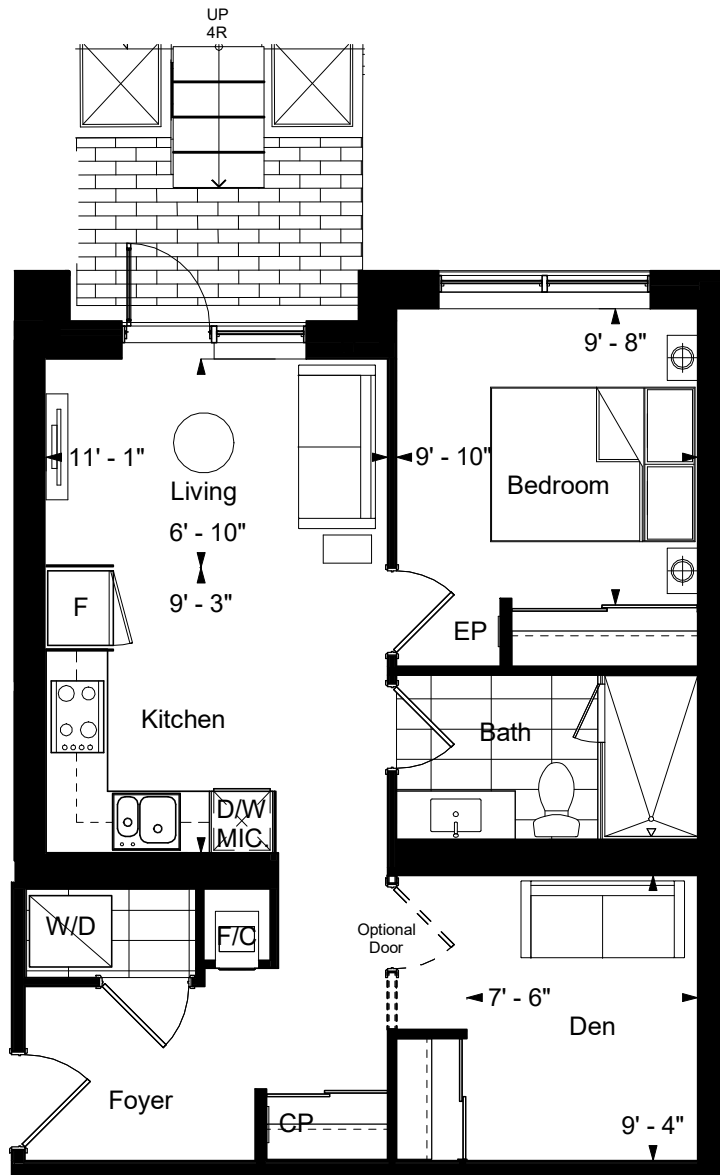 UP
4R
9' - 8"
11' - 1"
9' - 10"
Living
Bedroom
6' - 10"
9' - 3"
F
EP
Kitchen
Bath
D/W
MIC
W/D
F/C
Optional
Door
7' - 6"
Den
Foyer
CP
9' - 4"